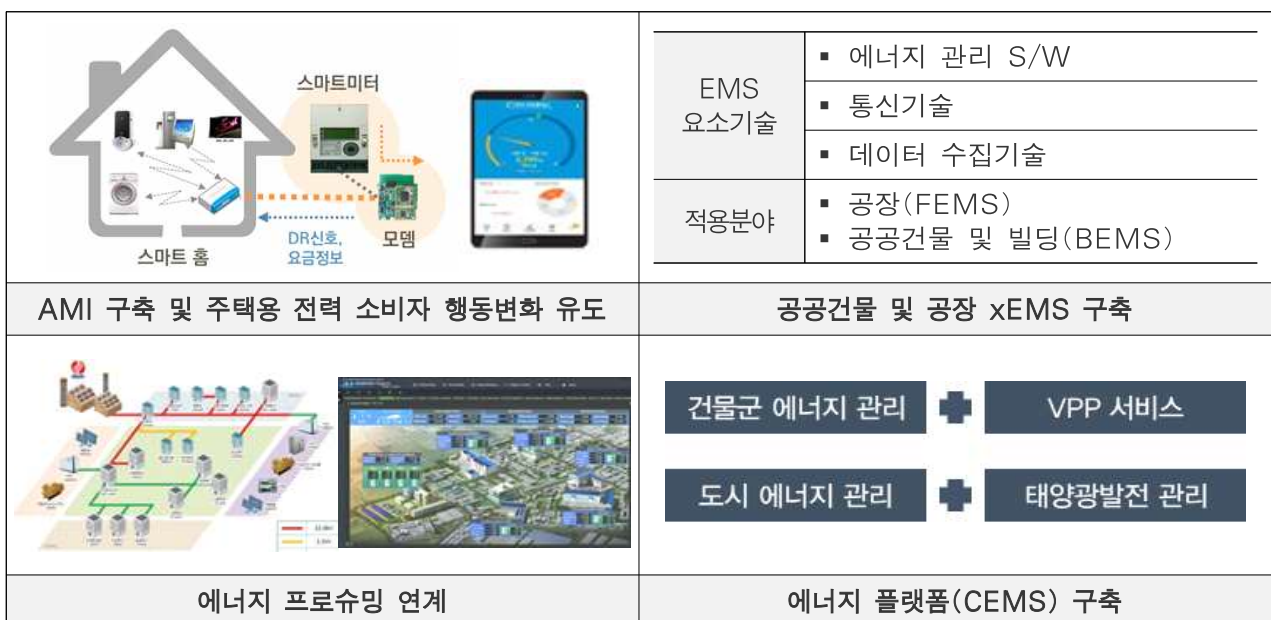 스마트미터
DR신호,
요금정보
모뎀
스마트 홈
EMS
요소기술
▪ 에너지 관리 S/W
▪ 통신기술
▪ 데이터 수집기술
적용분야
▪ 공장(FEMS)
▪ 공공건물 및 빌딩(BEMS)
AMI 구축 및 주택용 전력 소비자 행동변화 유도
공공건물 및 공장 xEMS 구축
건물군 에너지 관리
VPP 서비스
도시 에너지 관리
태양광발전 관리
에너지 프로슈밍 연계
에너지 플랫폼(CEMS) 구축